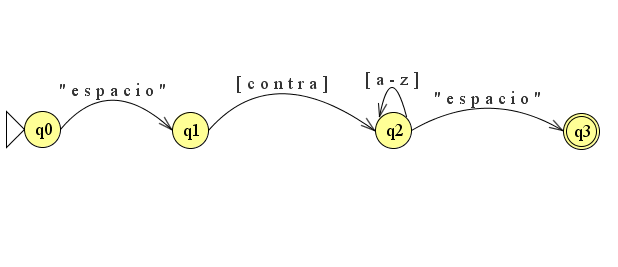 "espacio"
[contra]
[a-z]
"espacio"
q0
q1
q2
q3